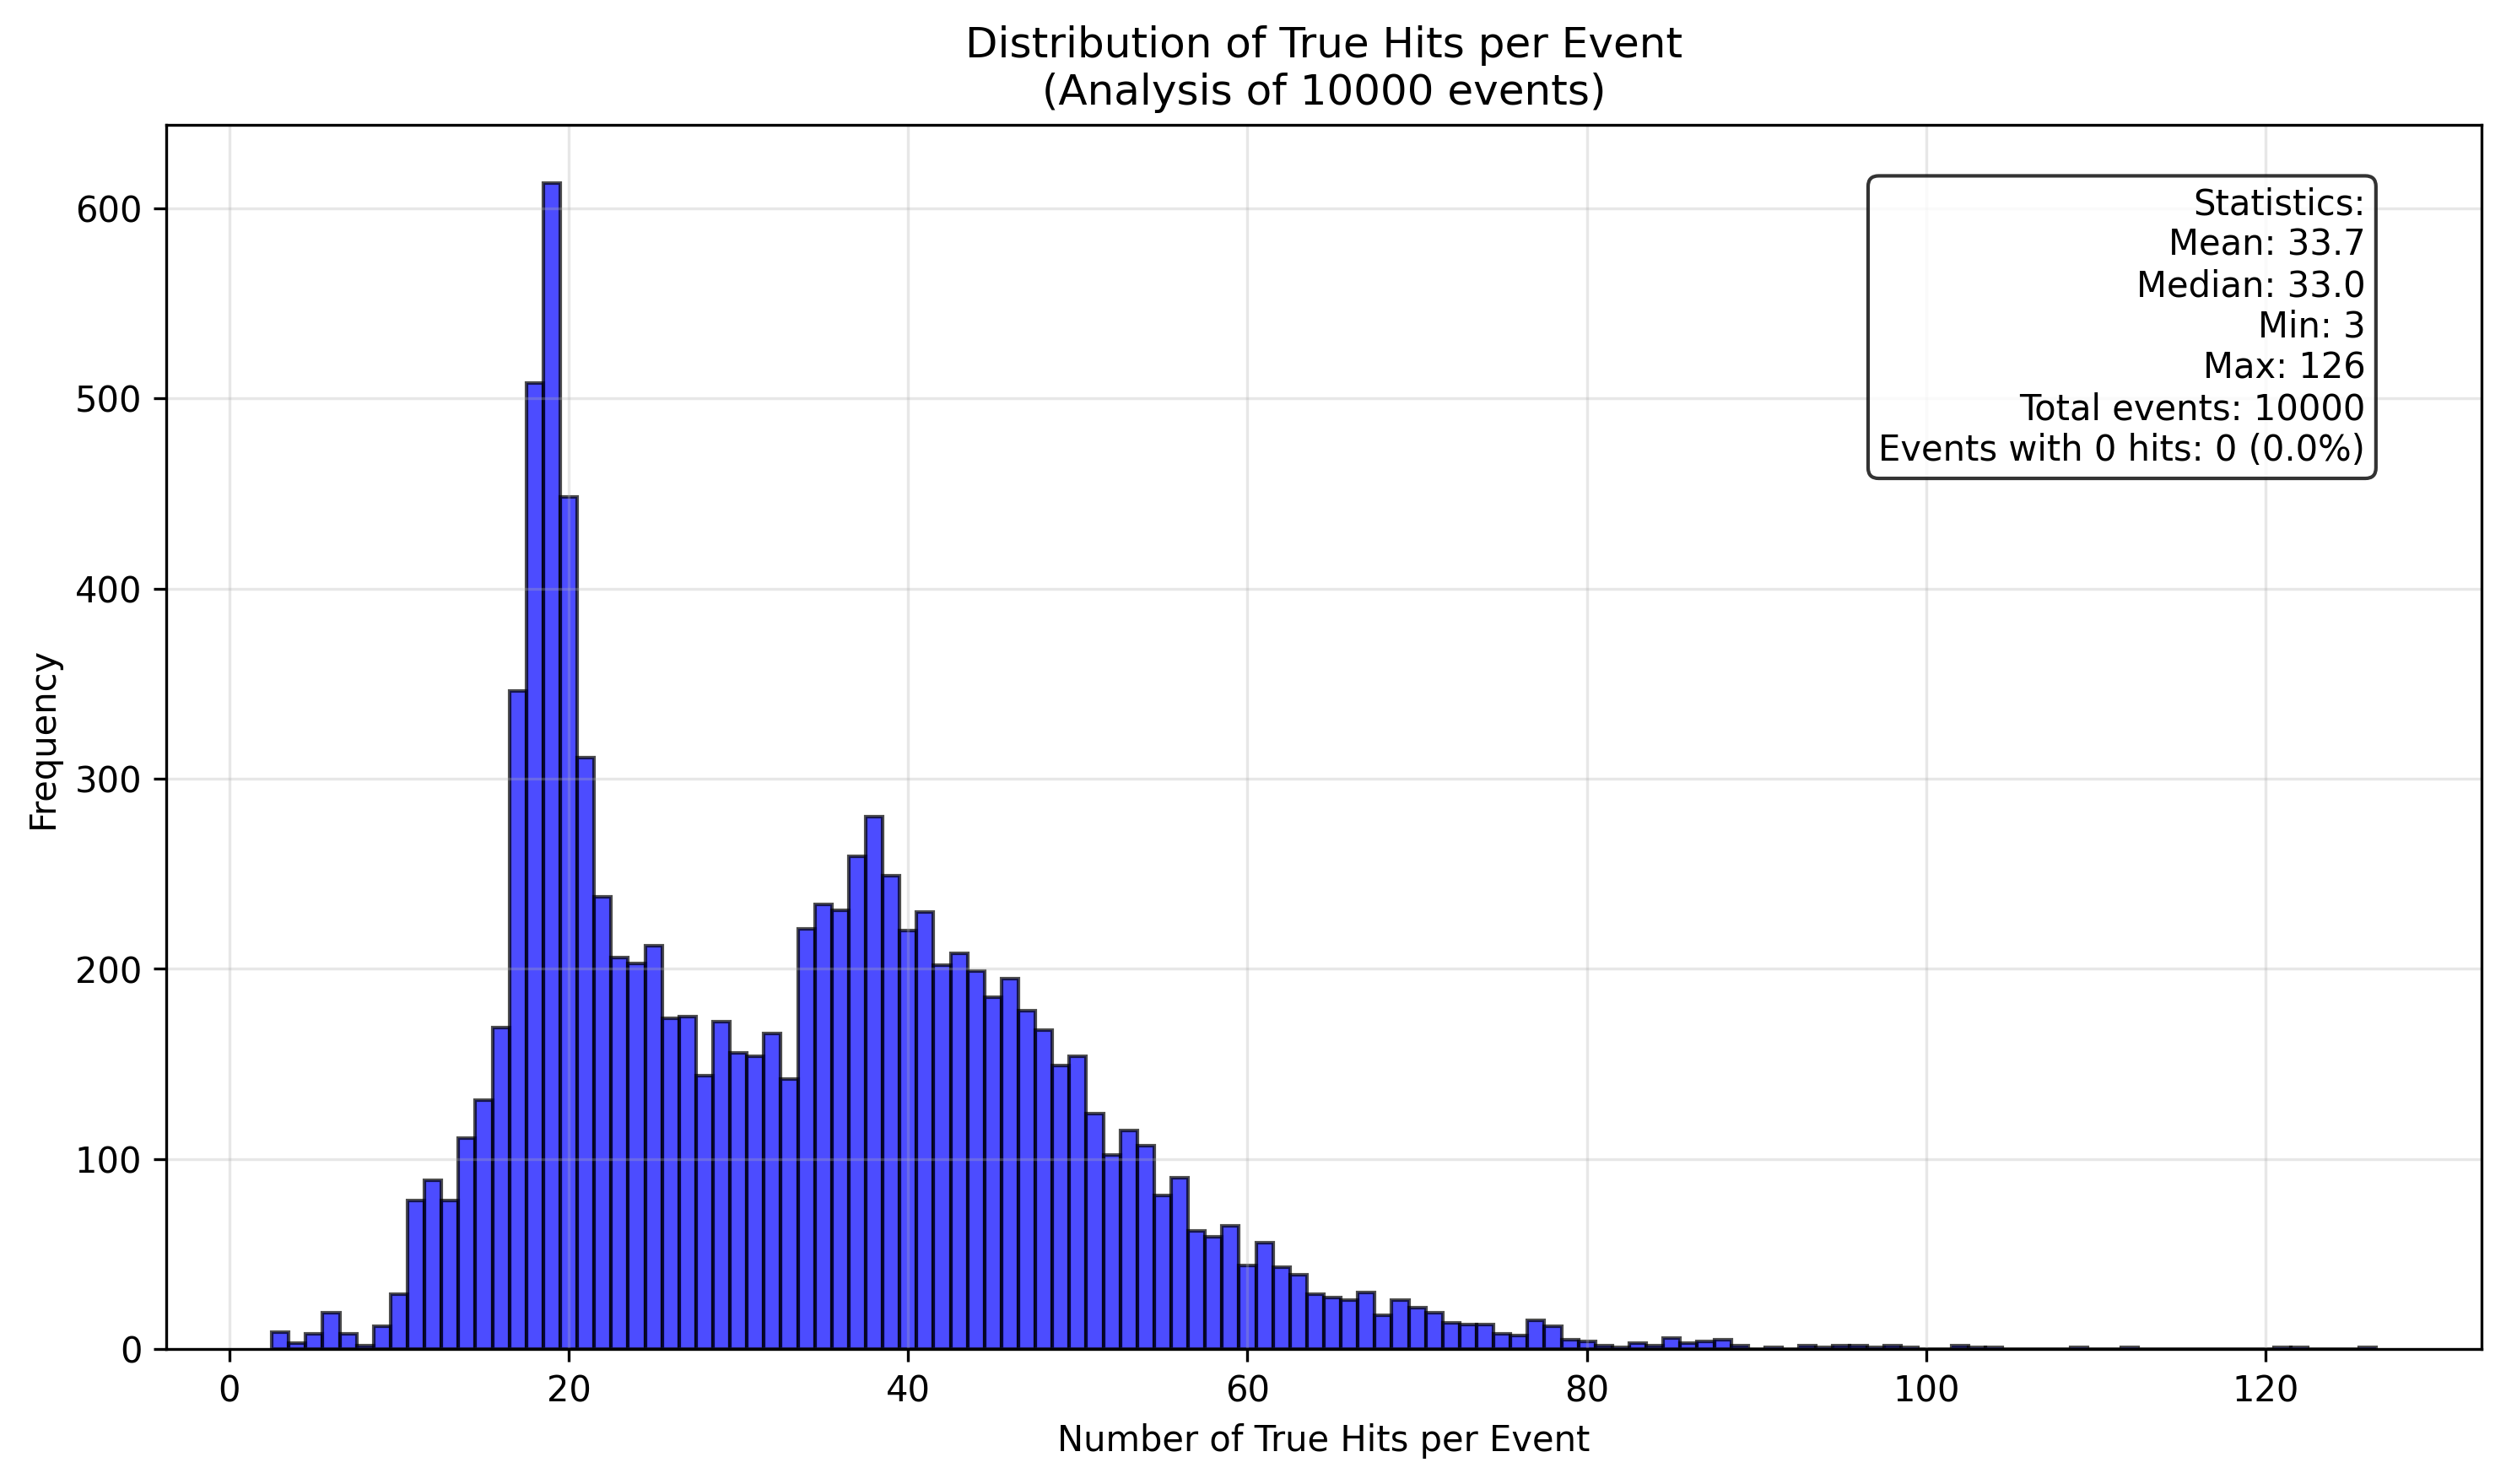 Distribution of True Hits per Event
(Analysis of 10000 events)
Statistics:
Mean: 33.7
Median: 33.0
Min: 3
Max: 126
Total events: 10000
Events with 0 hits: 0 (0.0%)
Frequency
600
500
400
300
200
100
0
0 20 40 60 80 100 120
Number of True Hits per Event